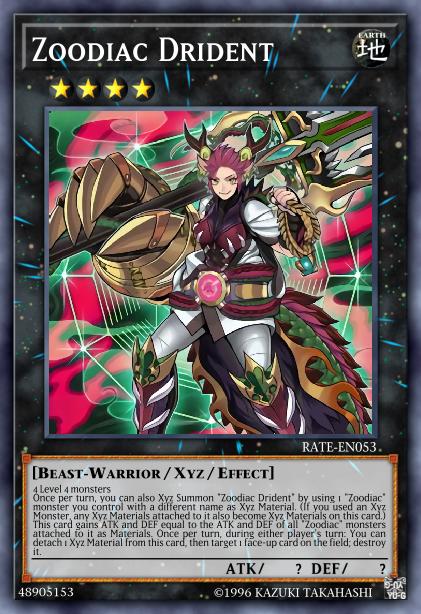 Zoodiac Drident
EARTH
地
RATE-EN053
[Beast-Warrior / Xyz / Effect]
4 Level 4 monsters
Once per turn, you can also Xyz Summon "Zoodiac Drident" by using 1 "Zoodiac"
monster you control with a different name as Xyz Material. (If you used an Xyz
Monster, any Xyz Materials attached to it also become Xyz Materials on this card.)
This card gains ATK and DEF equal to the ATK and DEF of all "Zoodiac" monsters
attached to it as Materials. Once per turn, during either player's turn: You can
detach 1 Xyz Material from this card, then target 1 face-up card on the field; destroy
it.
ATK/ ? DEF/ ?
48905153
©1996 KAZUKI TAKAHASHI